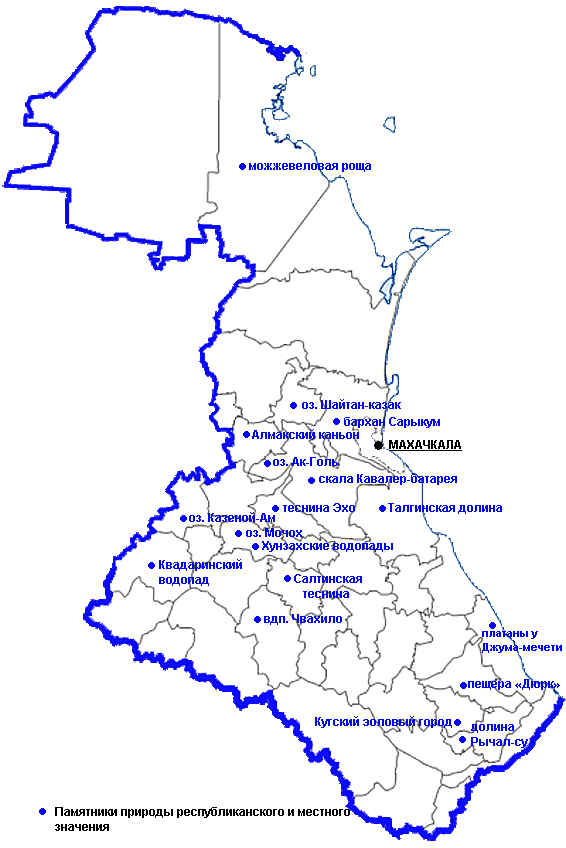 можжевеловая роща
оз. Шайтан-казак
бархан Сарыкум
Алмакский каньон
МАХАЧКАЛА
оз. Ак-Голь
скала Кавалер-батарея
теснина Эхо
Талгинская долина
оз. Казеной-Ам
оз. Мочох
Хунзахские водопады
Квадаринский
водопад
Салтинская
теснина
вдп. Чвахило
платаны у
Джума-мечети
пещера «Дюрк»
Кугский эоловый город
долина
Рычал-су
Памятники природы республиканского и местного
значения